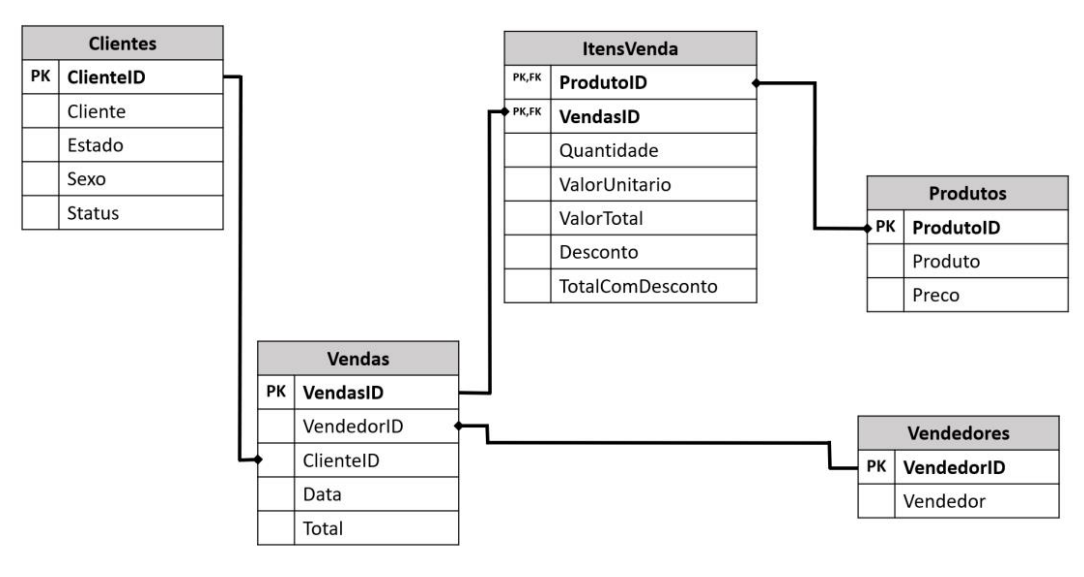 Clientes
PK ClienteID
Cliente
Estado
Sexo
Status
ItensVenda
PK,FK ProdutoID
PK,FK VendasID
Quantidade
ValorUnitario
ValorTotal
Desconto
TotalComDesconto
Produtos
PK ProdutoID
Produto
Preco
Vendas
PK VendasID
VendedorID
ClienteID
Data
Total
Vendedores
PK VendedorID
Vendedor